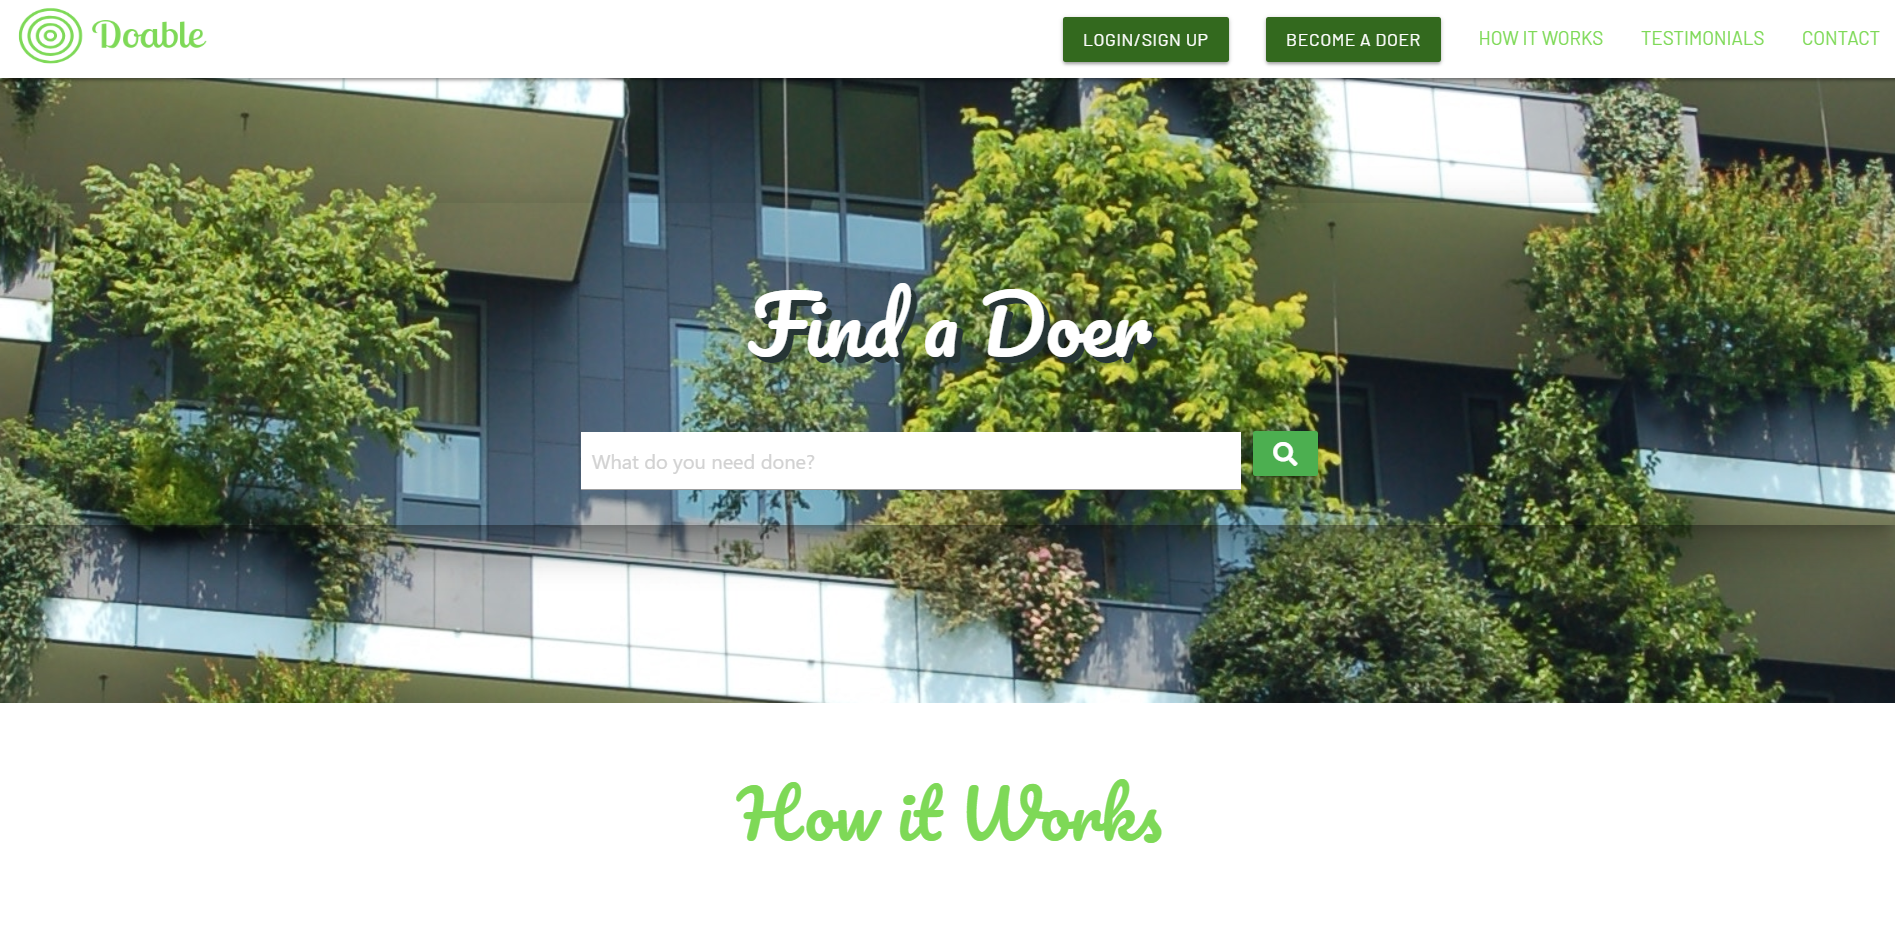 Doable
LOGIN/SIGN UP
BECOME A DOER
HOW IT WORKS
TESTIMONIALS
CONTACT
Find a Doer
What do you need done?
How it Works